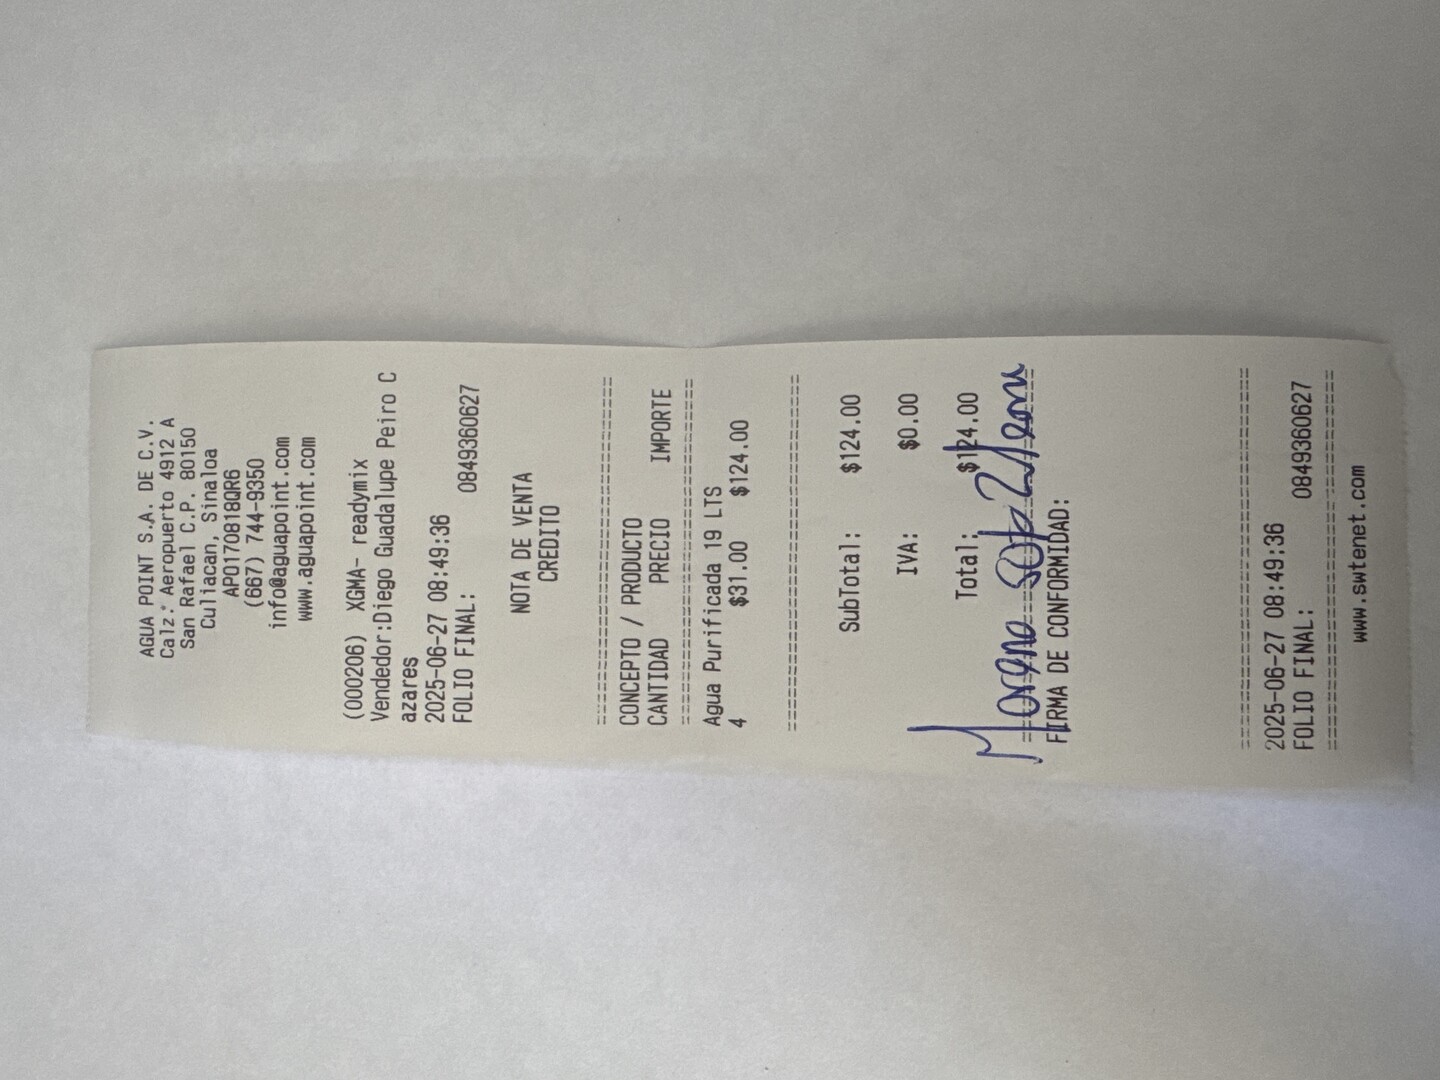 AGUA POINT S.A. DE C.V.
Calz.ª Aeropuerto 4912 A
San Rafael C.P. 80150
Culiacan, Sinaloa
APO170818QR6
(667) 744-9350
info@aguapoint.com
www.aguapoint.com
(000206) XGMA- readymix
Vendedor:Diego Guadalupe Peiro C
azares
2025-06-27 08:49:36
FOLIO FINAL: 0849360627
NOTA DE VENTA
CREDITO
CONCEPTO / PRODUCTO
CANTIDAD PRECIO IMPORTE
Agua Purificada 19 LTS
4 $31.00 $124.00
SubTotal: $124.00
IVA: $0.00
Total: $124.00
Moreno
FIRMA DE CONFORMIDAD:
2025-06-27 08:49:36
FOLIO FINAL: 0849360627
www.swtenet.com